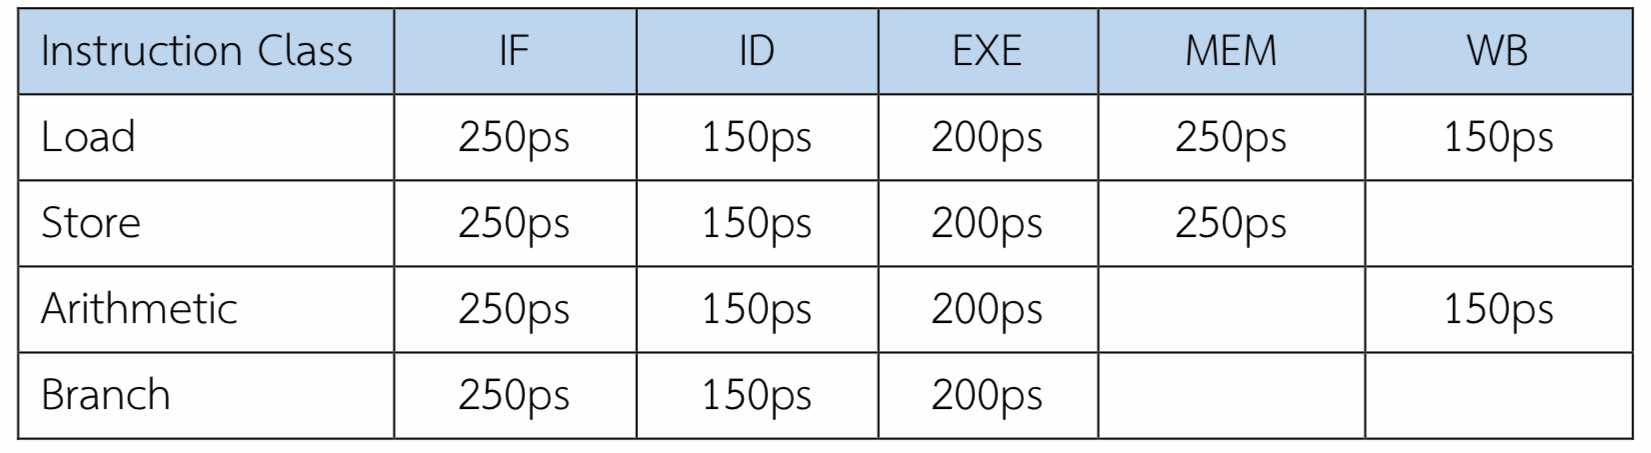 Instruction Class IF ID EXE MEM WB
Load 250ps 150ps 200ps 250ps 150ps
Store 250ps 150ps 200ps 250ps
Arithmetic 250ps 150ps 200ps 150ps
Branch 250ps 150ps 200ps